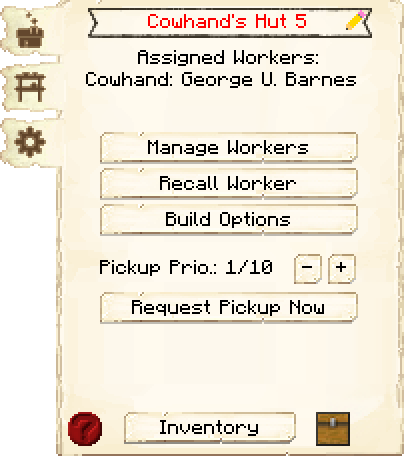 Cowhand's Hut 5
Assigned Workers:
Cowhand: George U. Barnes
Manage Workers
Recall Worker
Build Options
Pickup Prio.: 1/10 - +
Request Pickup Now
? Inventory